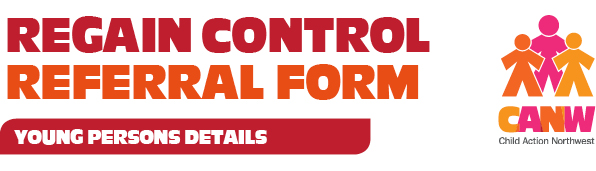 REGAIN CONTROL
REFERRAL FORM
YOUNG PERSONS DETAILS
CANW
Child Action Northwest